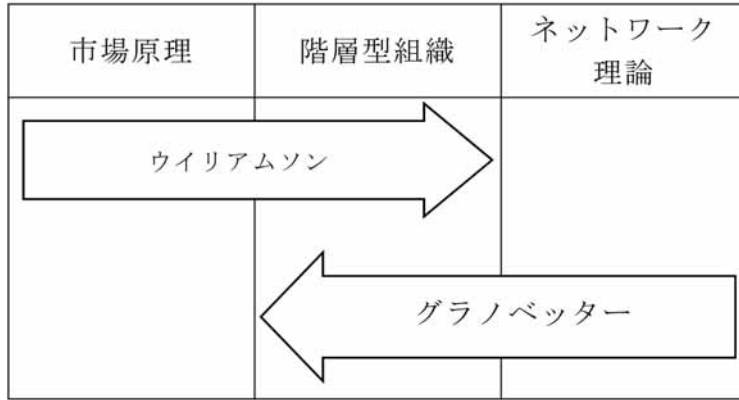 市場原理
階層型組織
ネットワーク
理論
ウイリアムソン
グラノベッター